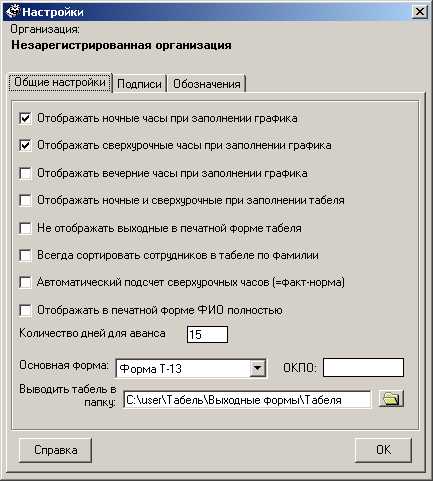 Настройки
Организация:
Незарегистрированная организация
Общие настройки Подписи Обозначения
Отображать ночные часы при заполнении графика
Отображать сверхурочные часы при заполнении графика
Отображать вечерние часы при заполнении графика
Отображать ночные и сверхурочные при заполнении табеля
Не отображать выходные в печатной форме табеля
Всегда сортировать сотрудников в табеле по фамилии
Автоматический подсчет сверхурочных часов (=факт-норма)
Отображать в печатной форме ФИО полностью
Количество дней для аванса 15
Основная форма: Форма Т-13 ОКПО:
Выводить табель в
папку: C:\user\Табель\Выходные формы\Табеля
Справка OK